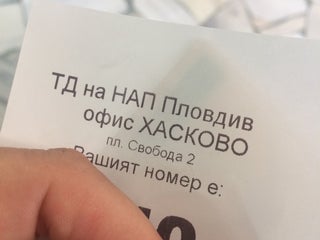 ТД на НАП Пловдив
офис ХАСКОВО
пл. Свобода 2
Вашият номер е: